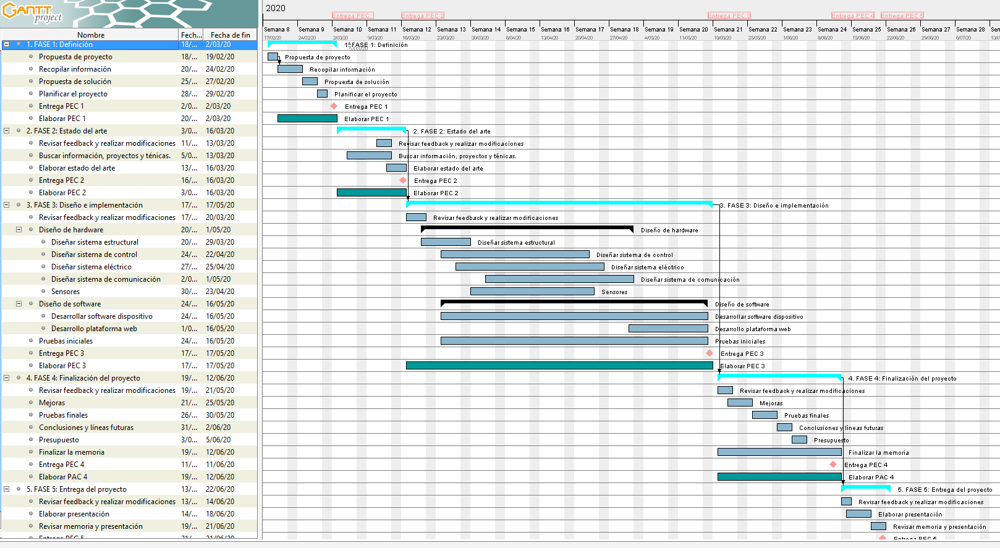 GANTT
project
2020
Entrega PEC 1 Entrega PEC 2 Entrega PEC 3 Entrega PEC 4 Entrega PEC 5
Semana 8 Semana 9 Semana 10 Semana 11 Semana 12 Semana 13 Semana 14 Semana 15 Semana 16 Semana 17 Semana 18 Semana 19 Semana 20 Semana 21 Semana 22 Semana 23 Semana 24 Semana 25 Semana 26 Semana 27 Semana 28 Sem
17/02/20 24/02/20 2/03/20 9/03/20 16/03/20 23/03/20 30/03/20 6/04/20 13/04/20 20/04/20 27/04/20 4/05/20 11/05/20 18/05/20 25/05/20 1/06/20 8/06/20 15/06/20 22/06/20 29/06/20 6/07/20 13/07
Nombre Fech... Fecha de fin
1. FASE 1: Definición 18/... 2/03/20 1. FASE 1: Definición
Propuesta de proyecto 18/... 19/02/20 Propuesta de proyecto
Recopilar información 20/... 24/02/20 Recopilar información
Propuesta de solución 25/... 27/02/20 Propuesta de solución
Planificar el proyecto 28/... 29/02/20 Planificar el proyecto
Entrega PEC 1 2/0... 2/03/20 Entrega PEC 1
Elaborar PEC 1 20/... 2/03/20 Elaborar PEC 1
2. FASE 2: Estado del arte 3/0... 16/03/20 2. FASE 2: Estado del arte
Revisar feedback y realizar modificaciones 11/... 13/03/20 Revisar feedback y realizar modificaciones
Buscar información, proyectos y ténicas. 5/0... 13/03/20 Buscar información, proyectos y ténicas.
Elaborar estado del arte 13/... 16/03/20 Elaborar estado del arte
Entrega PEC 2 16/... 16/03/20 Entrega PEC 2
Elaborar PEC 2 3/0... 16/03/20 Elaborar PEC 2
3. FASE 3: Diseño e implementación 17/... 17/05/20 3. FASE 3: Diseño e implementación
Revisar feedback y realizar modificaciones 17/... 20/03/20 Revisar feedback y realizar modificaciones
Diseño de hardware 20/... 1/05/20 Diseño de hardware
Diseñar sistema estructural 20/... 29/03/20 Diseñar sistema estructural
Diseñar sistema de control 24/... 22/04/20 Diseñar sistema de control
Diseñar sistema eléctrico 27/... 25/04/20 Diseñar sistema eléctrico
Diseñar sistema de comunicación 2/0... 1/05/20 Diseñar sistema de comunicación
Sensores 30/... 23/04/20 Sensores
Diseño de software 24/... 16/05/20 Diseño de software
Desarrollar software dispositivo 24/... 16/05/20 Desarrollar software dispositivo
Desarrollo plataforma web 1/0... 16/05/20 Desarrollo plataforma web
Pruebas iniciales 24/... 16/05/20 Pruebas iniciales
Entrega PEC 3 17/... 17/05/20 Entrega PEC 3
Elaborar PEC 3 17/... 17/05/20 Elaborar PEC 3
4. FASE 4: Finalización del proyecto 19/... 12/06/20 4. FASE 4: Finalización del proyecto
Revisar feedback y realizar modificaciones 19/... 21/05/20 Revisar feedback y realizar modificaciones
Mejoras 21/... 25/05/20 Mejoras
Pruebas finales 26/... 30/05/20 Pruebas finales
Conclusiones y líneas futuras 31/... 2/06/20 Conclusiones y líneas futuras
Presupuesto 3/0... 5/06/20 Presupuesto
Finalizar la memoria 19/... 12/06/20 Finalizar la memoria
Entrega PEC 4 11/... 11/06/20 Entrega PEC 4
Elaborar PAC 4 19/... 12/06/20 Elaborar PAC 4
5. FASE 5: Entrega del proyecto 13/... 22/06/20 5. FASE 5: Entrega del proyecto
Revisar feedback y realizar modificaciones 13/... 14/06/20 Revisar feedback y realizar modificaciones
Elaborar presentación 14/... 18/06/20 Elaborar presentación
Revisar memoria y presentación 19/... 21/06/20 Revisar memoria y presentación
Entrega PEC 5 21/... 21/06/20 Entrega PEC 5